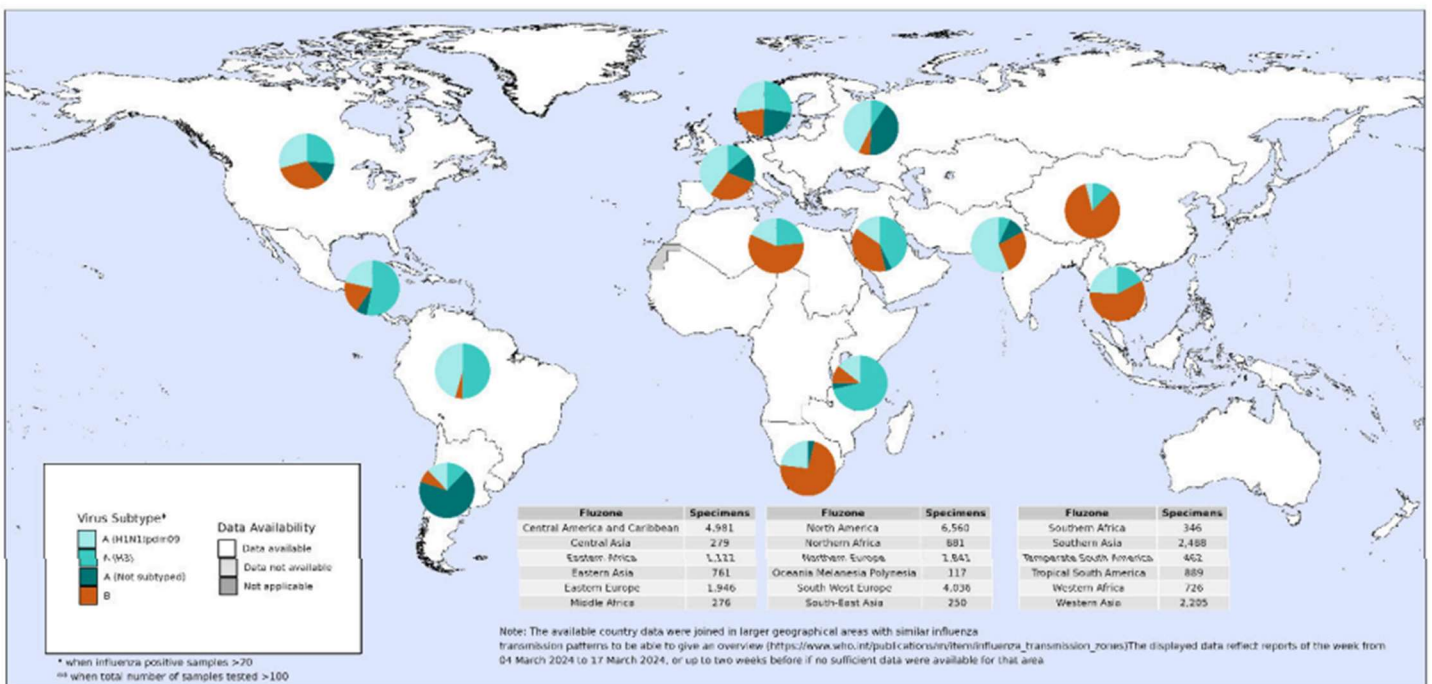 Virus Subtype*
A (H1N1)pdm09
A (H3)
A (Not subtyped)
B
Data Availability
Data available
Data not available
Not applicable
* when influenza positive samples >20
** when total number of samples tested >100
Fluzone Specimens
Central America and Caribbean 4,981
Central Asia 279
Eastern Africa
Eastern Asia 761
Eastern Europe 1,946
Middle Africa 276
Fluzone Specimens
North America 6,560
Northern Africa 881
Northern Europe
Oceania Melanesia Polynesia 117
South West Europe 4,036
South-East Asia 250
Fluzone Specimens
Southern Africa 346
Southern Asia 2,488
Temperate South America 462
Tropical South America 889
Western Africa 726
Western Asia 2,205
Note: The available country data were joined in larger geographical areas with similar influenza
transmission patterns to be able to give an overview (https://www.who.int/publications/m/item/influenza_transmission_zones)The displayed data reflect reports of the week from
04 March 2024 to 17 March 2024, or up to two weeks before if no sufficient data were available for that area